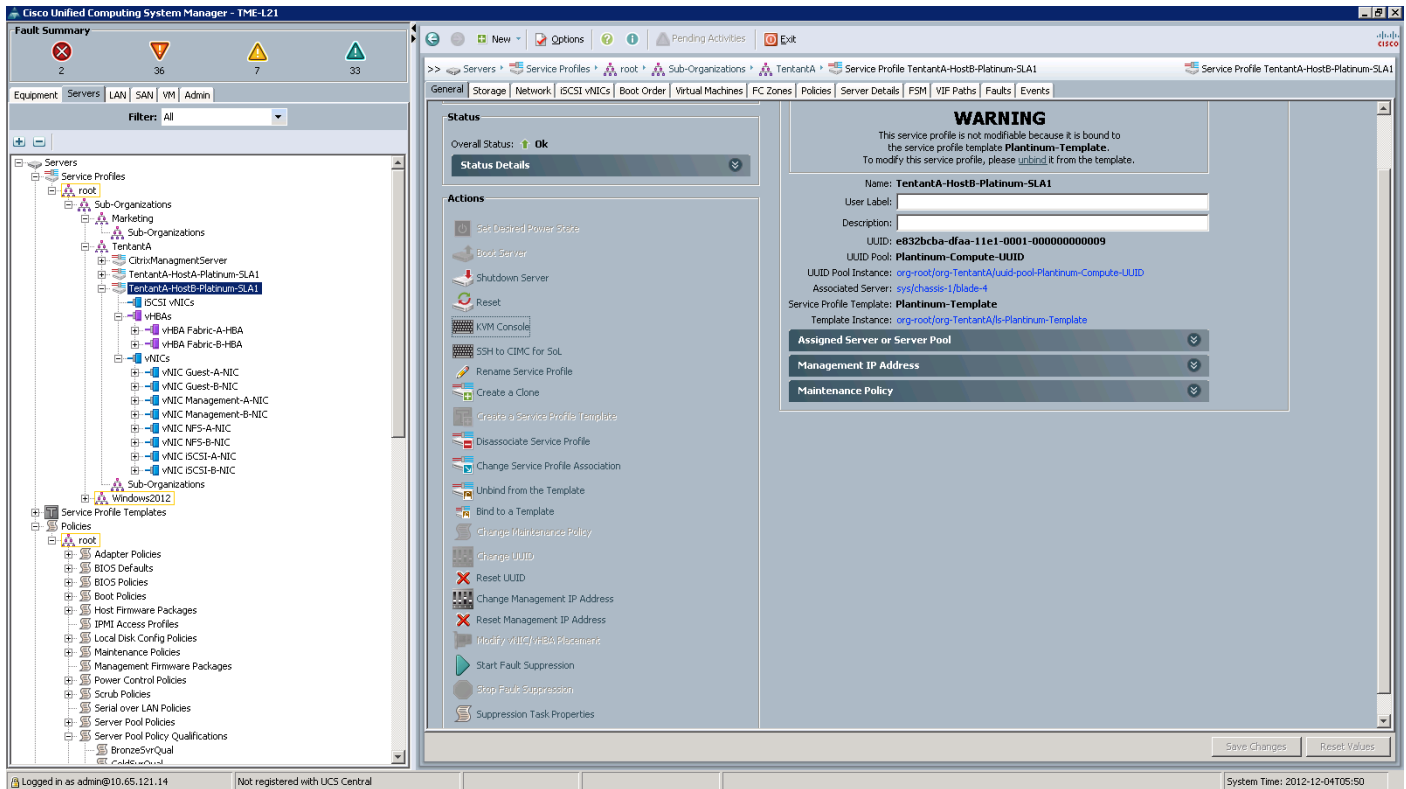 Cisco Unified Computing System Manager - TME-L21
Fault Summary
2 36 7 33
Equipment Servers LAN SAN VM Admin
Filter: All
Servers
Service Profiles
root
Sub-Organizations
Marketing
Sub-Organizations
TentantA
CitrixManagmentServer
TentantA-HostA-Platinum-SLA1
TentantA-HostB-Platinum-SLA1
iSCSI vNICs
vHBAs
vHBA Fabric-A-HBA
vHBA Fabric-B-HBA
vNICs
vNIC Guest-A-NIC
vNIC Guest-B-NIC
vNIC Management-A-NIC
vNIC Management-B-NIC
vNIC NFS-A-NIC
vNIC NFS-B-NIC
vNIC iSCSI-A-NIC
vNIC iSCSI-B-NIC
Sub-Organizations
Windows2012
Service Profile Templates
Policies
root
Adapter Policies
BIOS Defaults
BIOS Policies
Boot Policies
Host Firmware Packages
IPMI Access Profiles
Local Disk Config Policies
Maintenance Policies
Management Firmware Packages
Power Control Policies
Scrub Policies
Serial over LAN Policies
Server Pool Policies
Server Pool Policy Qualifications
BronzeSvrQual
GoldSvrQual
New Options Pending Activities Exit
CISCO
>> Servers Service Profiles root Sub-Organizations TentantA Service Profile TentantA-HostB-Platinum-SLA1 Service Profile TentantA-HostB-Platinum-SLA1
General Storage Network iSCSI vNICs Boot Order Virtual Machines FC Zones Policies Server Details FSM VIF Paths Faults Events
Status
Overall Status: Ok
Status Details
Actions
Set Desired Power State
Boot Server
Shutdown Server
Reset
KVM Console
SSH to CIMC for SoL
Rename Service Profile
Create a Clone
Create a Service Profile Template
Disassociate Service Profile
Change Service Profile Association
Unbind from the Template
Bind to a Template
Change Maintenance Policy
Change UUID
Reset UUID
Change Management IP Address
Reset Management IP Address
Modify vNIC/vHBA Placement
Start Fault Suppression
Stop Fault Suppression
Suppression Task Properties
WARNING
This service profile is not modifiable because it is bound to
the service profile template Plantinum-Template.
To modify this service profile, please unbind it from the template.
Name: TentantA-HostB-Platinum-SLA1
User Label:
Description:
UUID: e832bcba-dfaa-11e1-0001-000000000009
UUID Pool: Plantinum-Compute-UUID
UUID Pool Instance: org-root/org-TentantA/uuid-pool-Plantinum-Compute-UUID
Associated Server: sys/chassis-1/blade-4
Service Profile Template: Plantinum-Template
Template Instance: org-root/org-TentantA/ls-Plantinum-Template
Assigned Server or Server Pool
Management IP Address
Maintenance Policy
Save Changes Reset Values
Logged in as admin@10.65.121.14 Not registered with UCS Central System Time: 2012-12-04T05:50